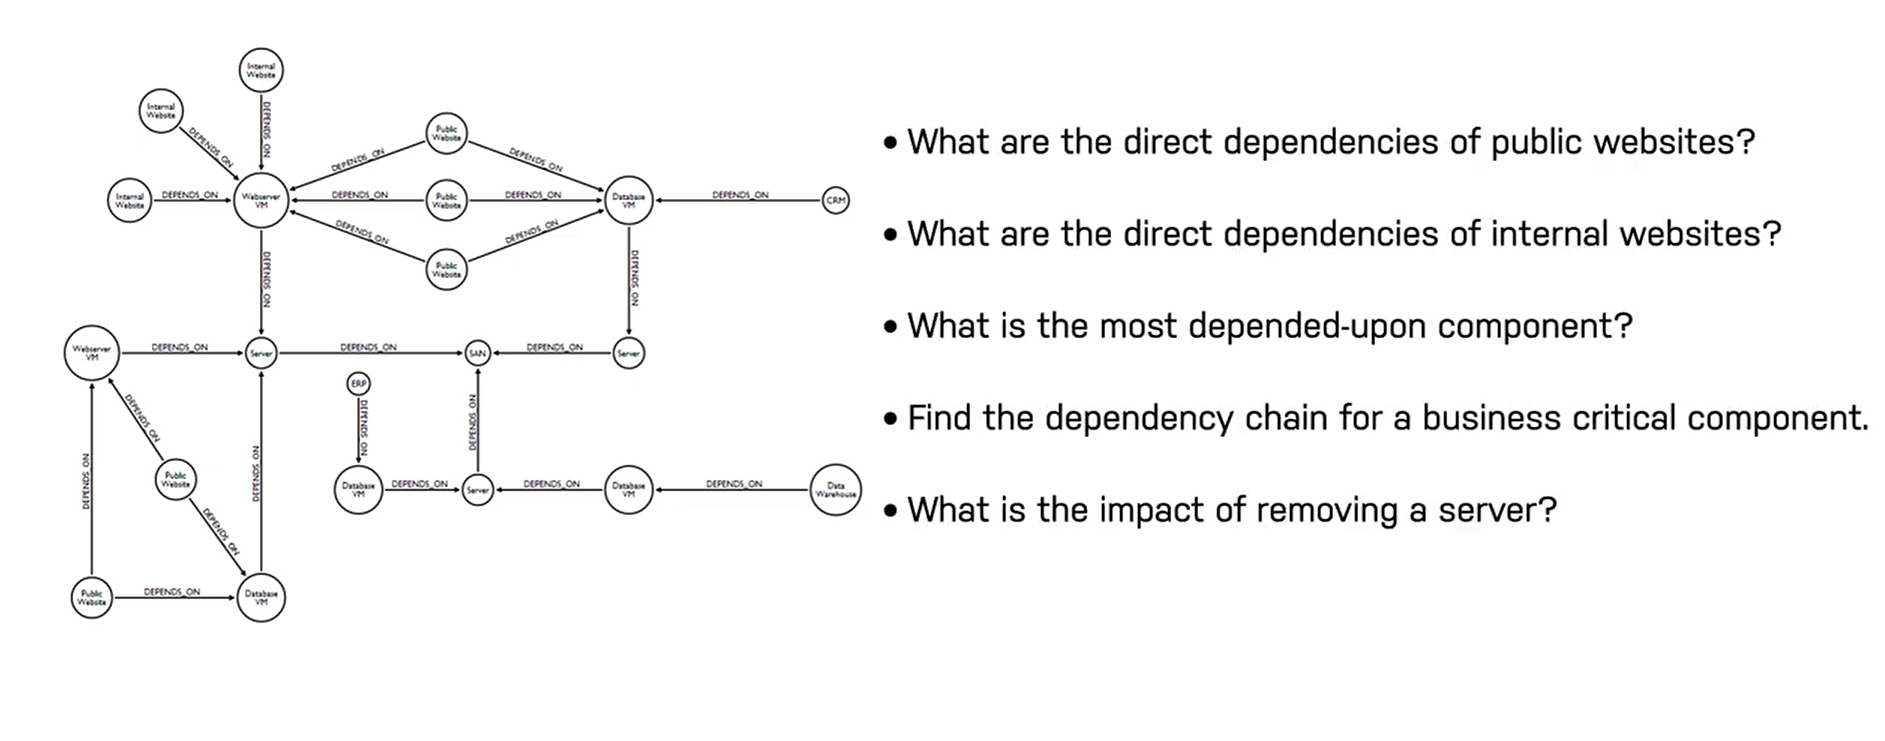 Internal
Website
Internal
Website
DEPENDS_ON
DEPENDS_ON
Public
Website
DEPENDS_ON
DEPENDS_ON
Internal
Website
DEPENDS_ON
Webserver
VM
DEPENDS_ON
Public
Website
DEPENDS_ON
Database
VM
DEPENDS_ON
CRM
DEPENDS_ON
DEPENDS_ON
Public
Website
DEPENDS_ON
DEPENDS_ON
Webserver
VM
DEPENDS_ON
Server
DEPENDS_ON
SAN
DEPENDS_ON
Server
ERP
DEPENDS_ON
DEPENDS_ON
DEPENDS_ON
DEPENDS_ON
DEPENDS_ON
Public
Website
Database
VM
DEPENDS_ON
Server
DEPENDS_ON
Database
VM
DEPENDS_ON
Data
Warehouse
DEPENDS_ON
Public
Website
DEPENDS_ON
Database
VM
• What are the direct dependencies of public websites?
• What are the direct dependencies of internal websites?
• What is the most depended-upon component?
• Find the dependency chain for a business critical component.
• What is the impact of removing a server?